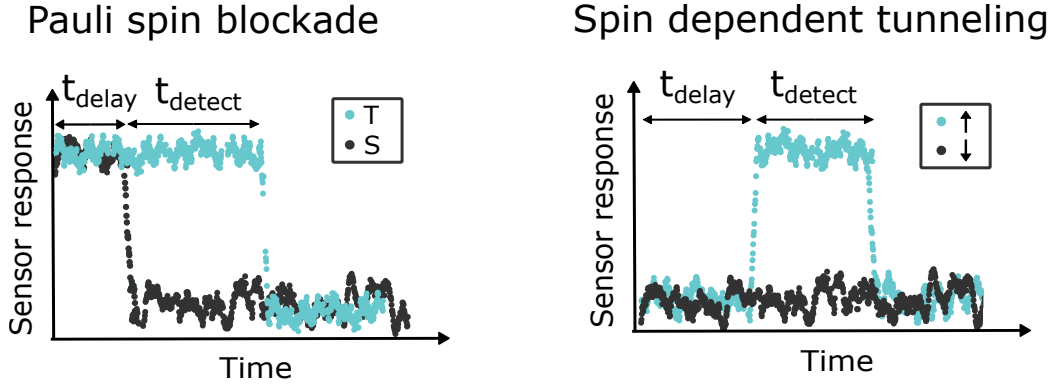 Pauli spin blockade
t_delay
t_detect
T
S
Sensor response
Time
Spin dependent tunneling
t_delay
t_detect
↑
↓
Sensor response
Time